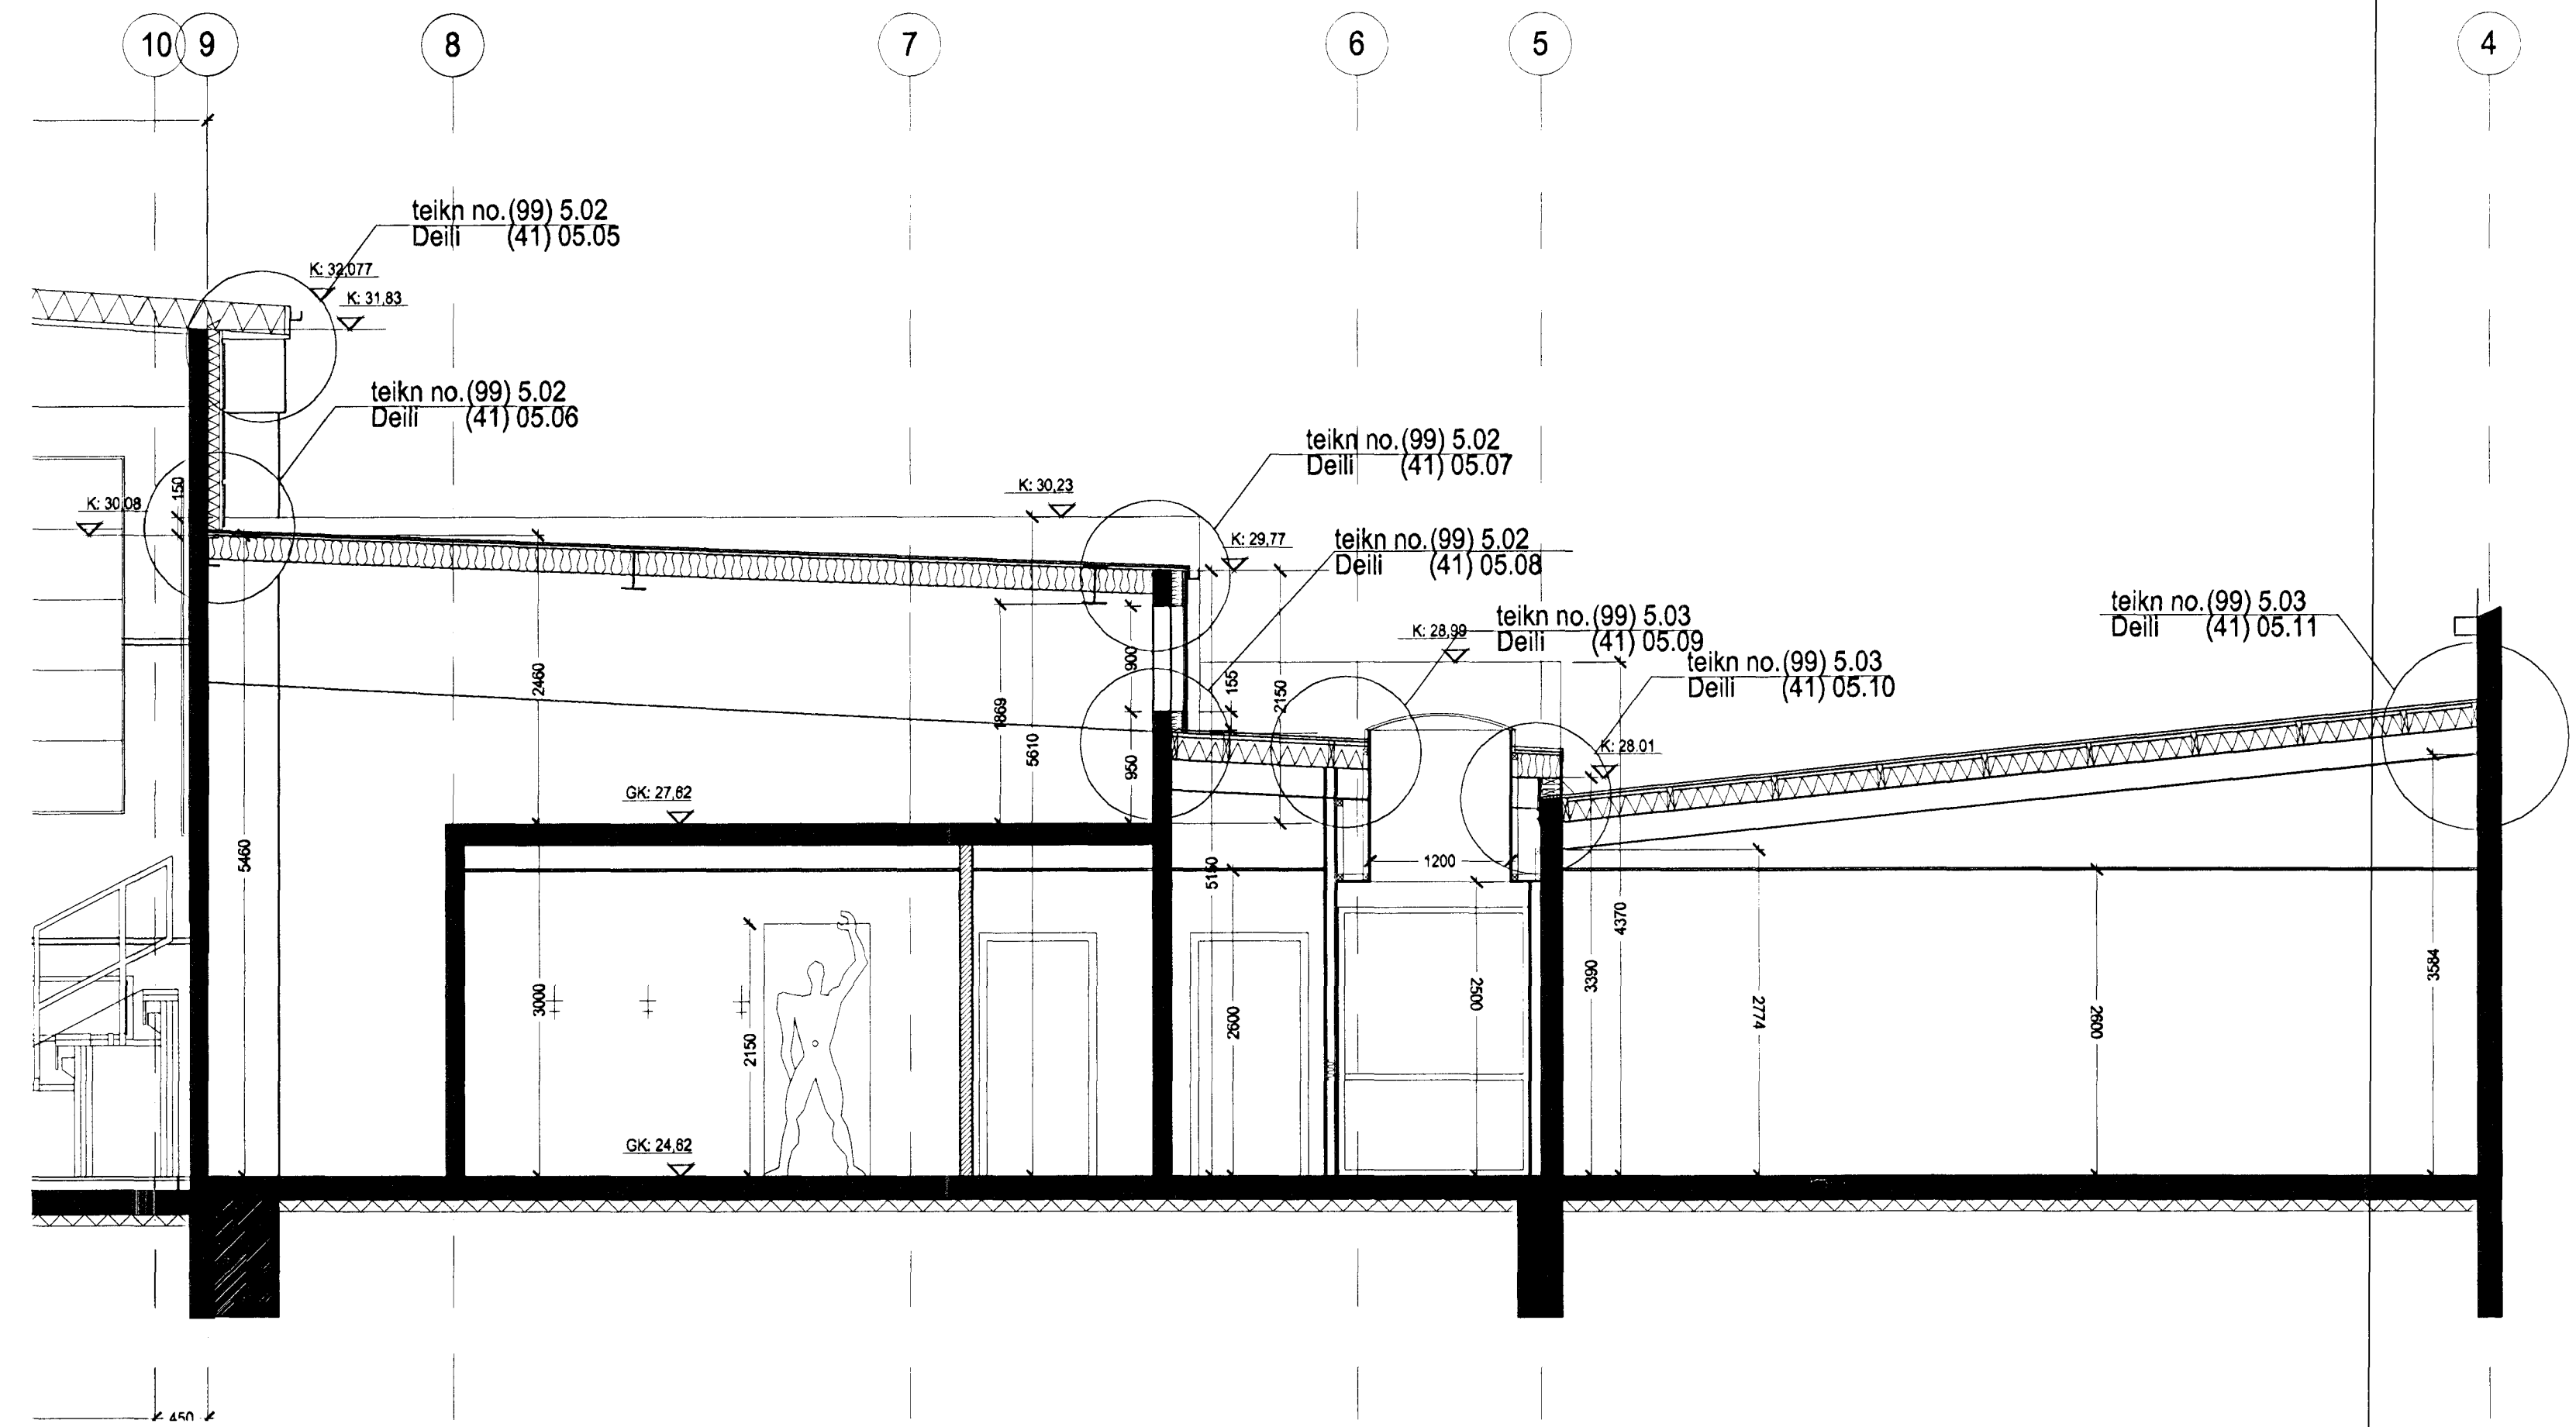 10 9 8 7 6 5 4
teikn no.(99) 5.02
Deili (41) 05.05
K: 32,077
K: 31,83
teikn no.(99) 5.02
Deili (41) 05.06
teikn no.(99) 5.02
Deili (41) 05.07
K: 30,08
150
K: 30,23
K: 29,77
teikn no.(99) 5.02
Deili (41) 05.08
teikn no.(99) 5.03
Deili (41) 05.09
K: 28,99
teikn no.(99) 5.03
Deili (41) 05.10
teikn no.(99) 5.03
Deili (41) 05.11
2460
1869
900
155
2150
5610
950
K: 28.01
GK: 27,62
5460
5150
1200
4370
3000
2150
2600
2500
3390
2774
2600
3584
GK: 24,62
450